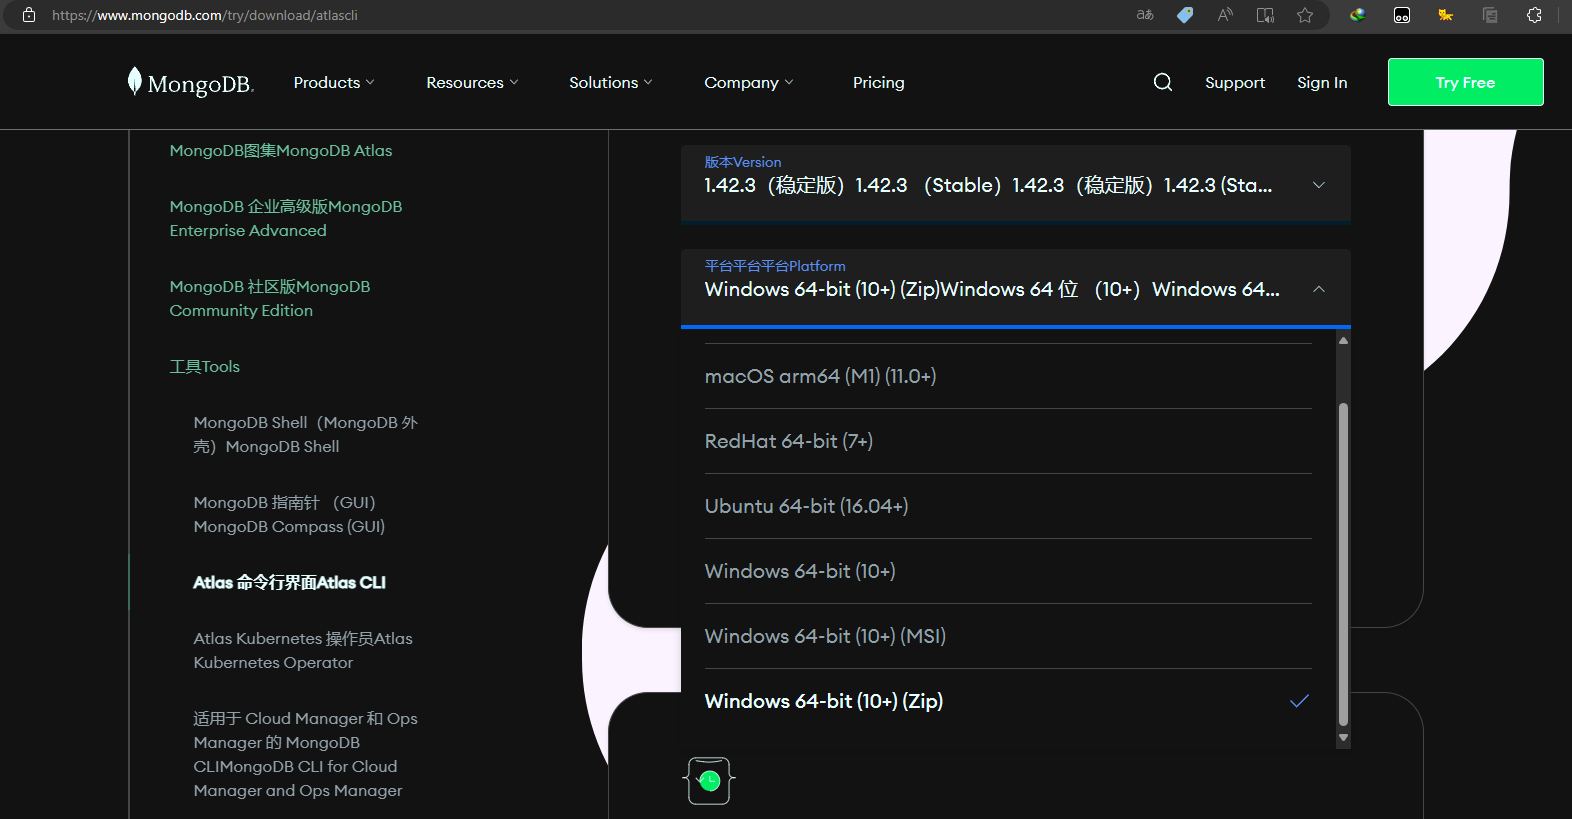 https://www.mongodb.com/try/download/atlascli
MongoDB.
Products
Resources
Solutions
Company
Pricing
Support
Sign In
Try Free
MongoDB图集MongoDB Atlas
MongoDB 企业高级版MongoDB
Enterprise Advanced
MongoDB 社区版MongoDB
Community Edition
工具Tools
MongoDB Shell（MongoDB 外
壳）MongoDB Shell
MongoDB 指南针 （GUI）
MongoDB Compass (GUI)
Atlas 命令行界面Atlas CLI
Atlas Kubernetes 操作员Atlas
Kubernetes Operator
适用于 Cloud Manager 和 Ops
Manager 的 MongoDB
CLIMongoDB CLI for Cloud
Manager and Ops Manager
版本Version
1.42.3（稳定版）1.42.3 （Stable）1.42.3（稳定版）1.42.3 (Sta...
平台平台平台Platform
Windows 64-bit (10+) (Zip)Windows 64 位 （10+）Windows 64...
macOS arm64 (M1) (11.0+)
RedHat 64-bit (7+)
Ubuntu 64-bit (16.04+)
Windows 64-bit (10+)
Windows 64-bit (10+) (MSI)
Windows 64-bit (10+) (Zip)